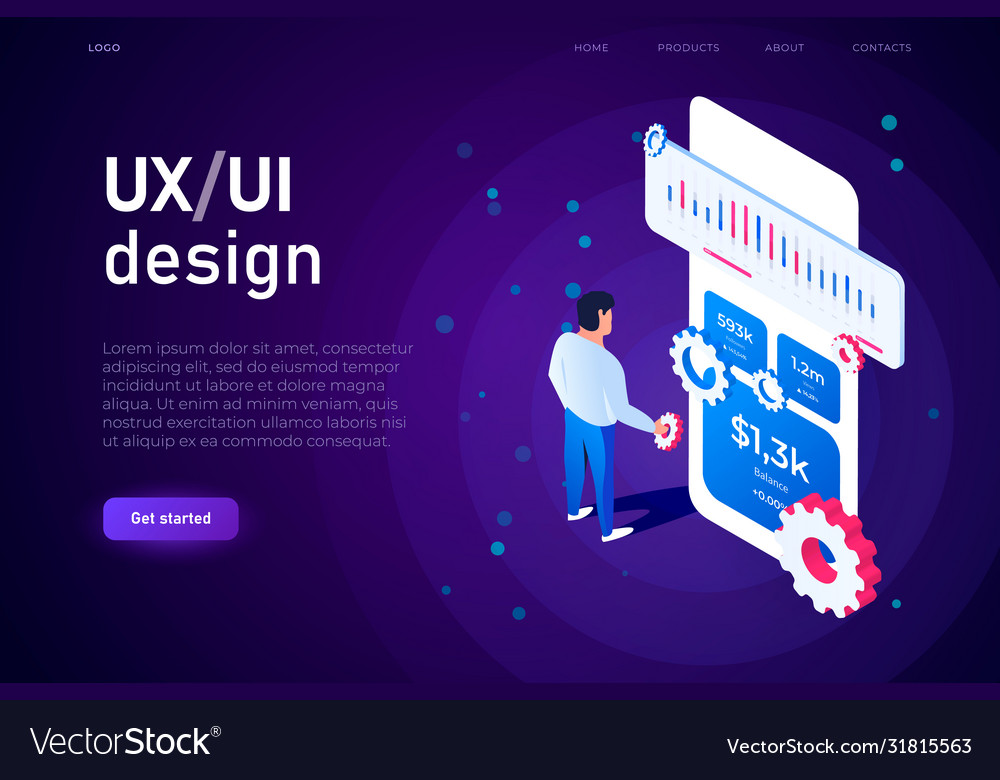 LOGO
HOME PRODUCTS ABOUT CONTACTS
UX/UI
design
Lorem ipsum dolor sit amet, consectetur
adipiscing elit, sed do eiusmod tempor
incididunt ut labore et dolore magna
aliqua. Ut enim ad minim veniam, quis
nostrud exercitation ullamco laboris nisi
ut aliquip ex ea commodo consequat.
Get started
593k
1.2m
$1,3k
Balance
+0.00%
VectorStock®
VectorStock.com/31815563